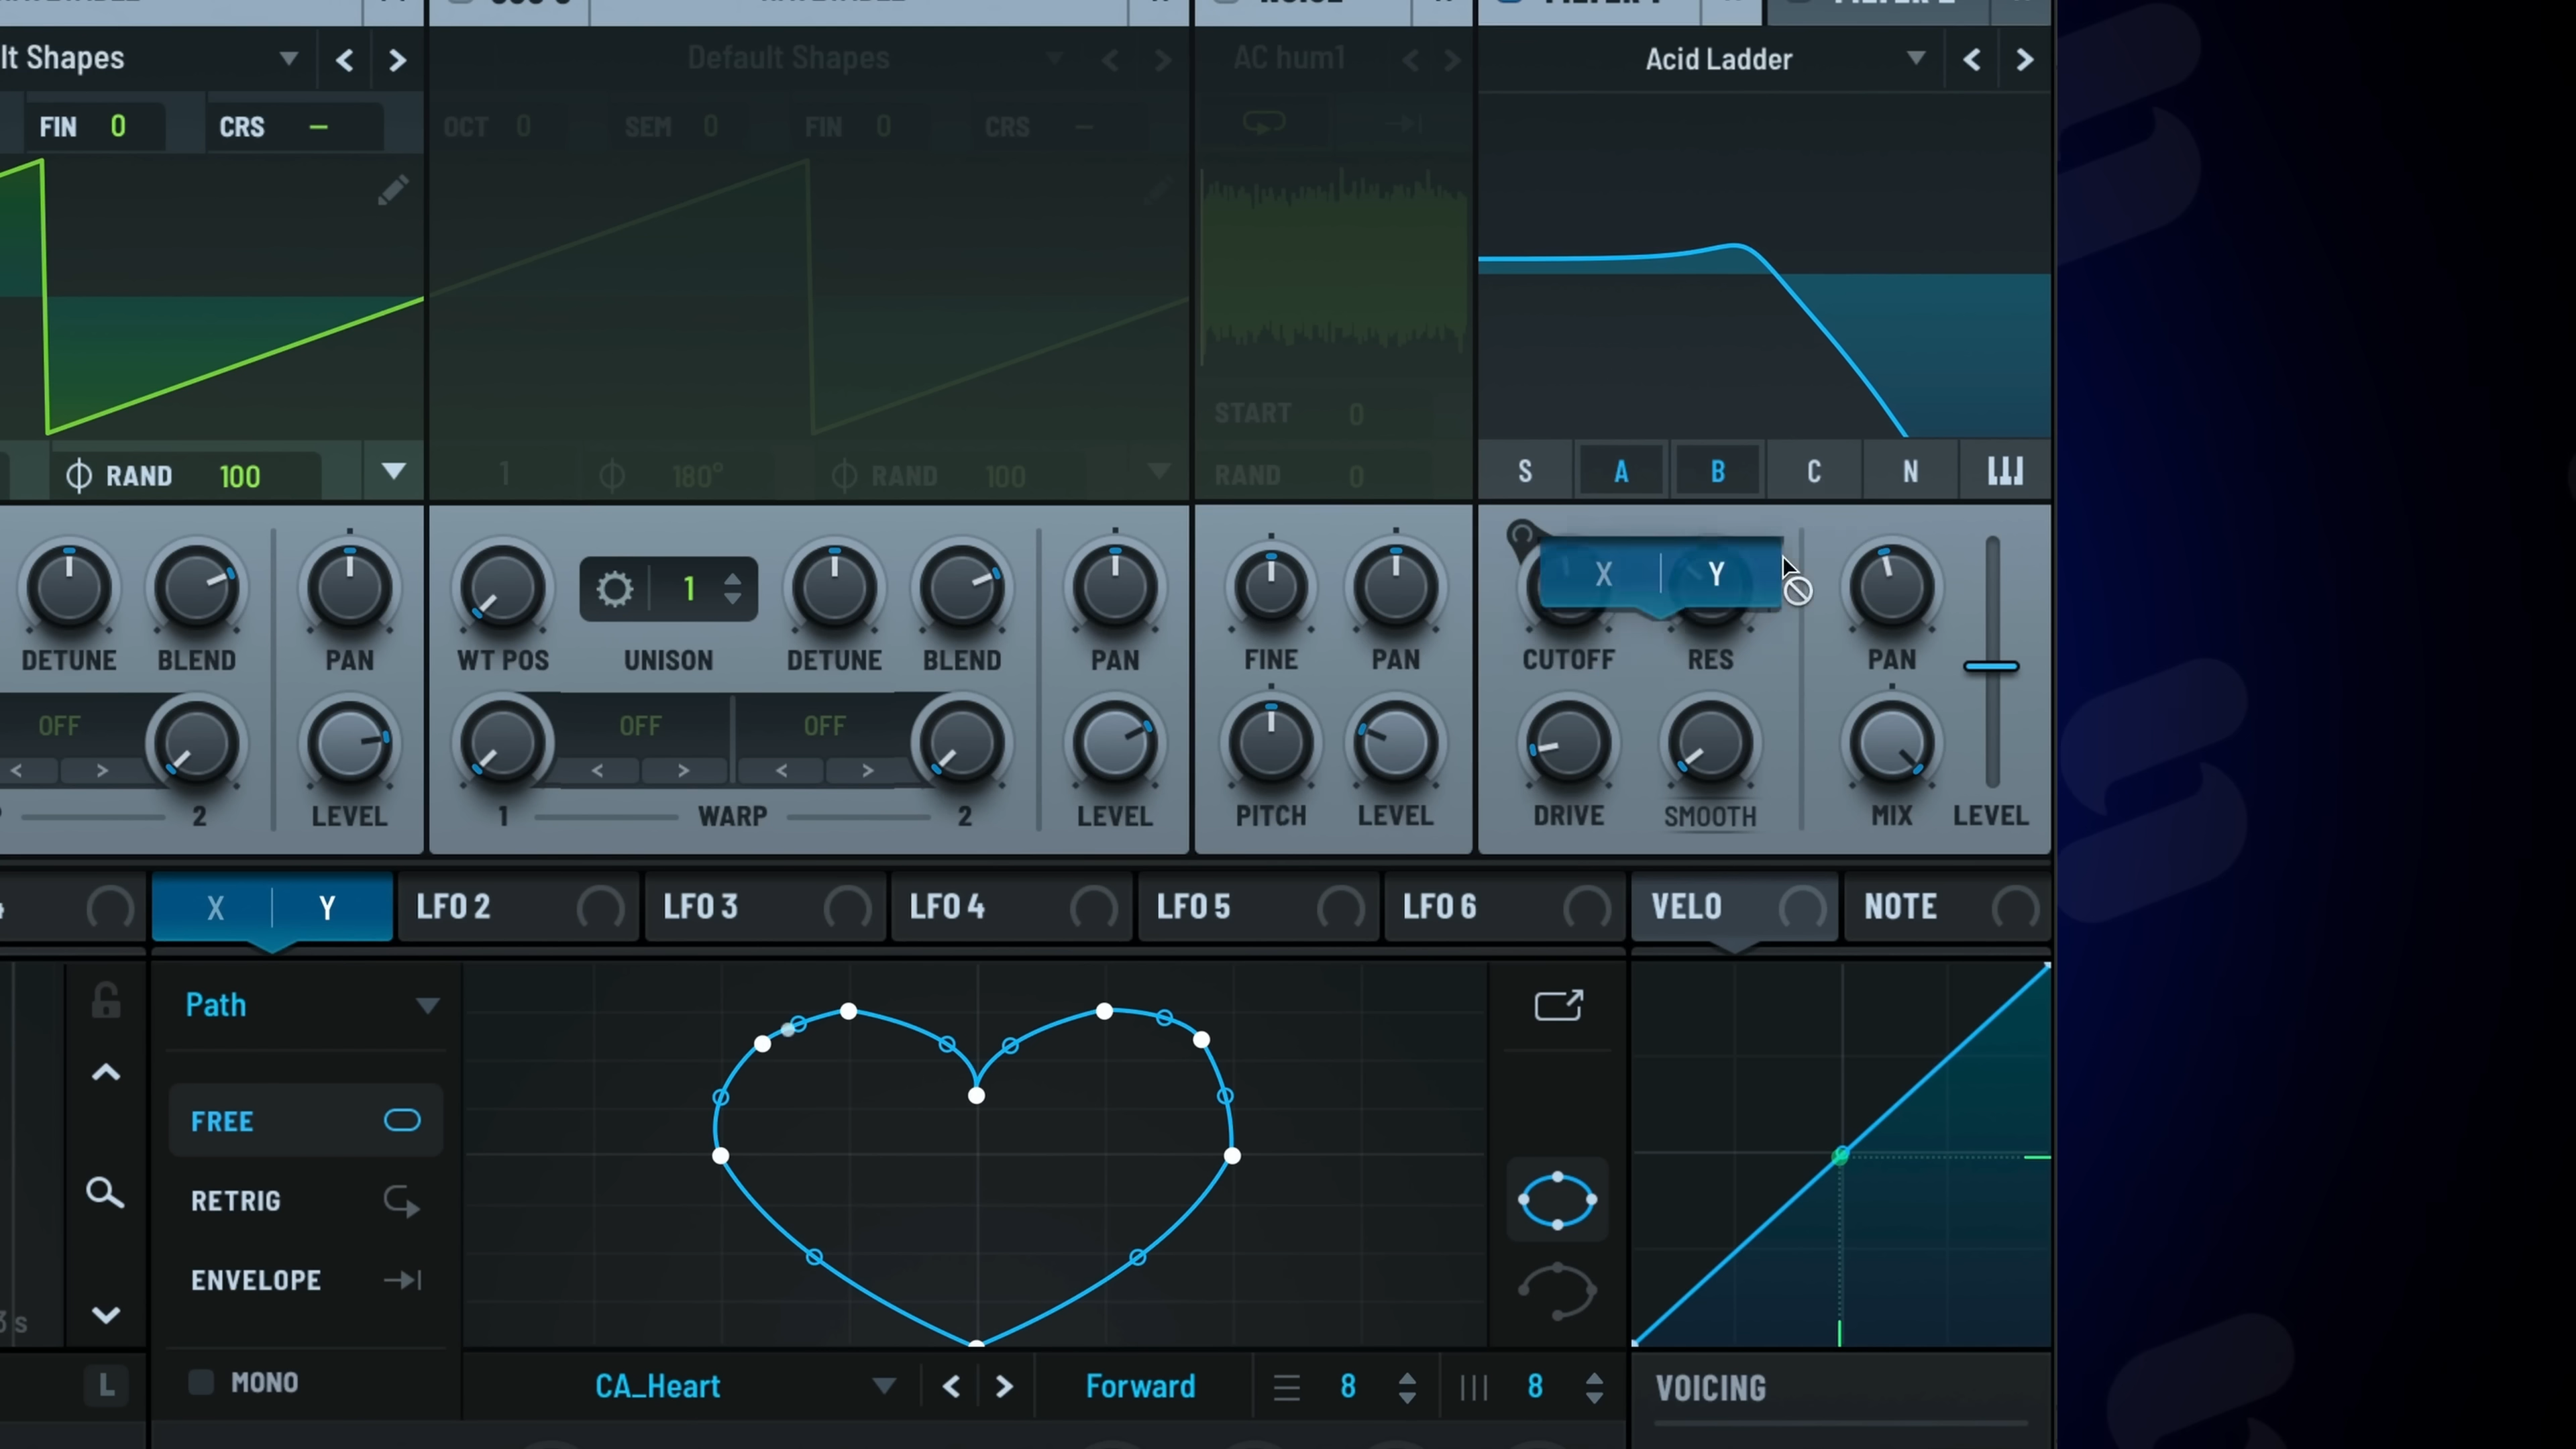 lt Shapes
Default Shapes
AC hum1
Acid Ladder
FIN 0
CRS –
OCT 0
SEM 0
FIN 0
CRS –
START 0
RAND 100
1
180°
RAND 100
RAND 0
S A B C N
X Y
1
DETUNE BLEND PAN
WT POS UNISON DETUNE BLEND PAN
FINE PAN
CUTOFF RES PAN
OFF
OFF OFF
< >
< > < >
2 LEVEL
1 WARP 2 LEVEL
PITCH LEVEL
DRIVE SMOOTH MIX LEVEL
X Y
LFO 2
LFO 3
LFO 4
LFO 5
LFO 6
VELO
NOTE
Path
FREE
RETRIG
ENVELOPE
s
L
MONO
CA_Heart
Forward
8
8
VOICING